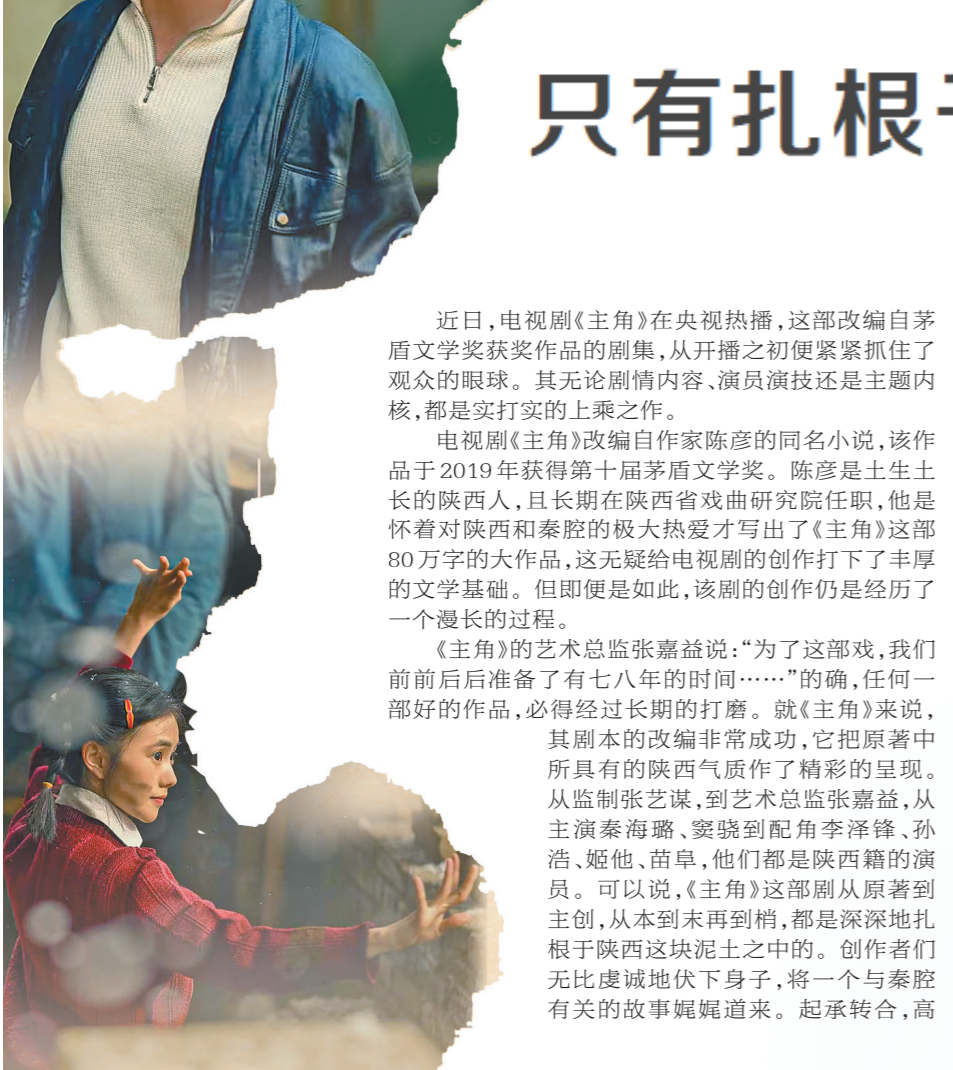 只有扎根
近日，电视剧《主角》在央视热播，这部改编自茅
盾文学奖获奖作品的剧集，从开播之初便紧紧抓住了
观众的眼球。其无论剧情内容、演员演技还是主题内
核，都是实打实的上乘之作。
电视剧《主角》改编自作家陈彦的同名小说，该作
品于2019年获得第十届茅盾文学奖。陈彦是土生土
长的陕西人，且长期在陕西省戏曲研究院任职，他是
怀着对陕西和秦腔的极大热爱才写出了《主角》这部
80万字的大作品，这无疑给电视剧的创作打下了丰厚
的文学基础。但即便是如此，该剧的创作仍是经历了
一个漫长的过程。
《主角》的艺术总监张嘉益说：“为了这部戏，我们
前前后后准备了有七八年的时间……”的确，任何一
部好的作品，必得经过长期的打磨。就《主角》来说，
其剧本的改编非常成功，它把原著中
所具有的陕西气质作了精彩的呈现。
从监制张艺谋，到艺术总监张嘉益，从
主演秦海璐、窦骁到配角李泽锋、孙
浩、姬他、苗阜，他们都是陕西籍的演
员。可以说，《主角》这部剧从原著到
主创，从本到末再到梢，都是深深地扎
根于陕西这块泥土之中的。创作者们
无比虔诚地伏下身子，将一个与秦腔
有关的故事娓娓道来。起承转合，高